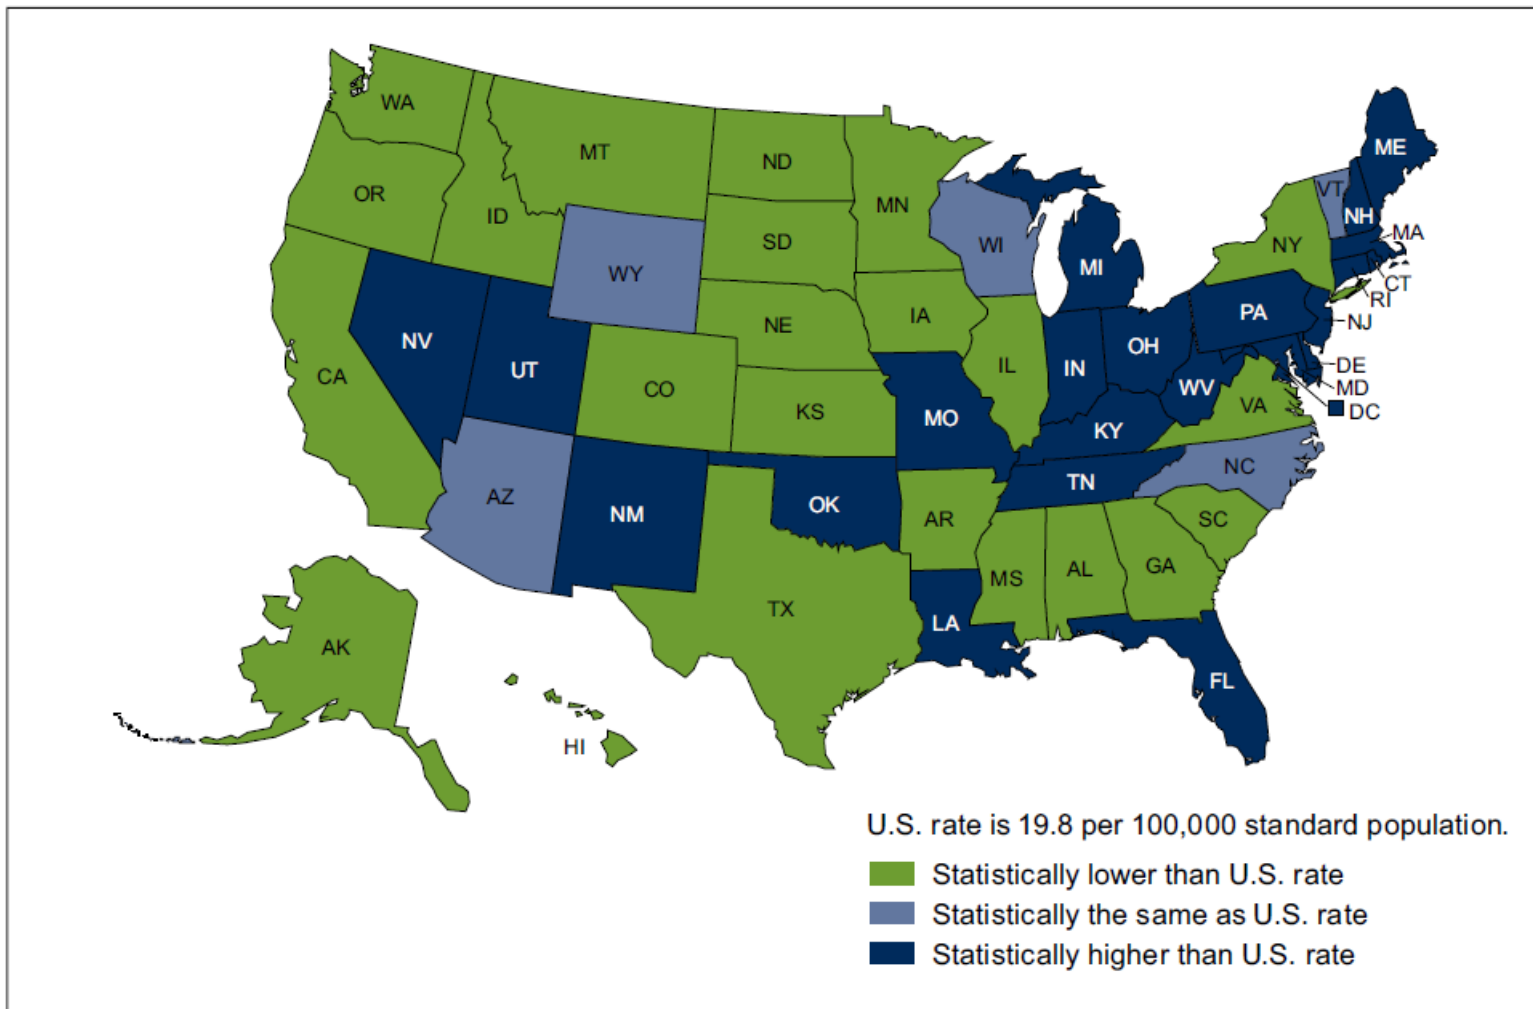 WA
MT
ND
MN
ME
VT
NH
OR
ID
SD
WI
MI
NY
MA
WY
CT
RI
IA
NE
PA
NJ
NV
UT
CA
CO
KS
IL
IN
OH
WV
DE
MD
DC
MO
KY
VA
AZ
NM
OK
AR
TN
NC
SC
MS
AL
GA
TX
LA
AK
FL
HI
U.S. rate is 19.8 per 100,000 standard population.
Statistically lower than U.S. rate
Statistically the same as U.S. rate
Statistically higher than U.S. rate